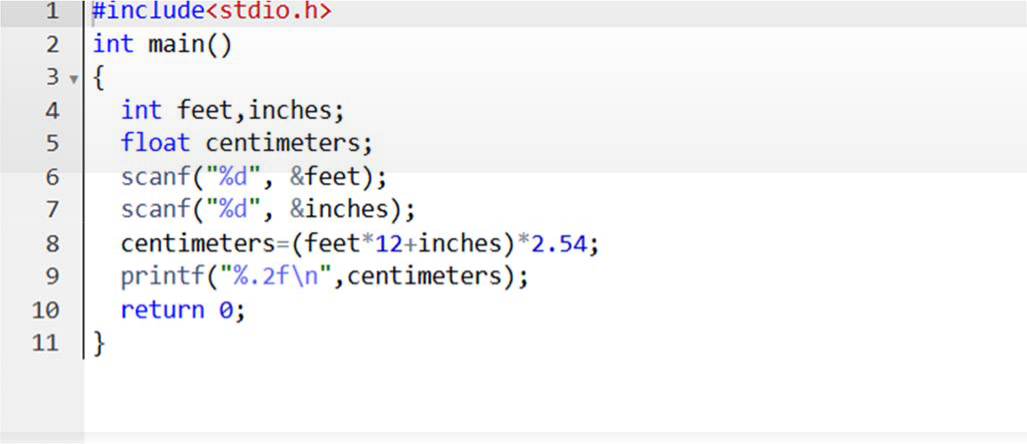 1 #include<stdio.h>
2 int main()
3 {
4 int feet,inches;
5 float centimeters;
6 scanf("%d", &feet);
7 scanf("%d", &inches);
8 centimeters=(feet*12+inches)*2.54;
9 printf("%.2f\n",centimeters);
10 return 0;
11 }